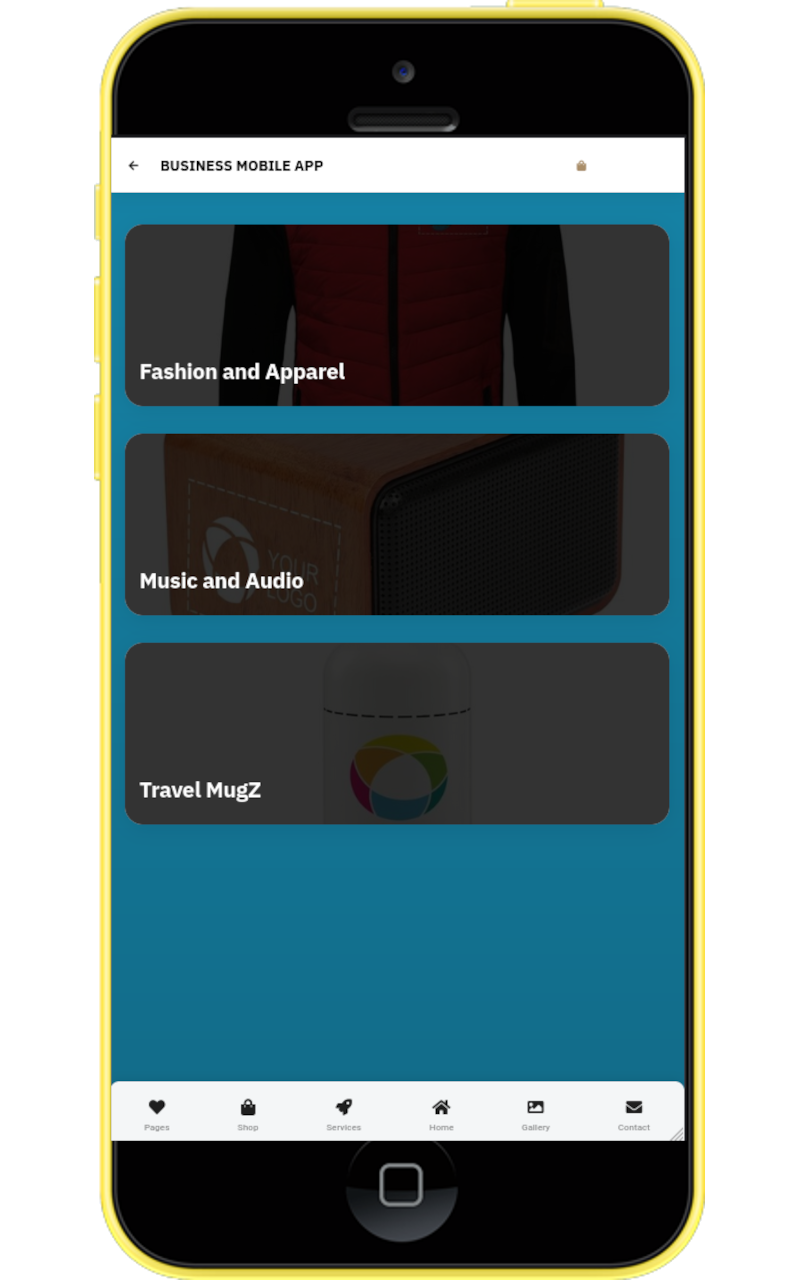 BUSINESS MOBILE APP
Fashion and Apparel
YOUR
LOGO
Music and Audio
Travel MugZ
Pages
Shop
Services
Home
Gallery
Contact